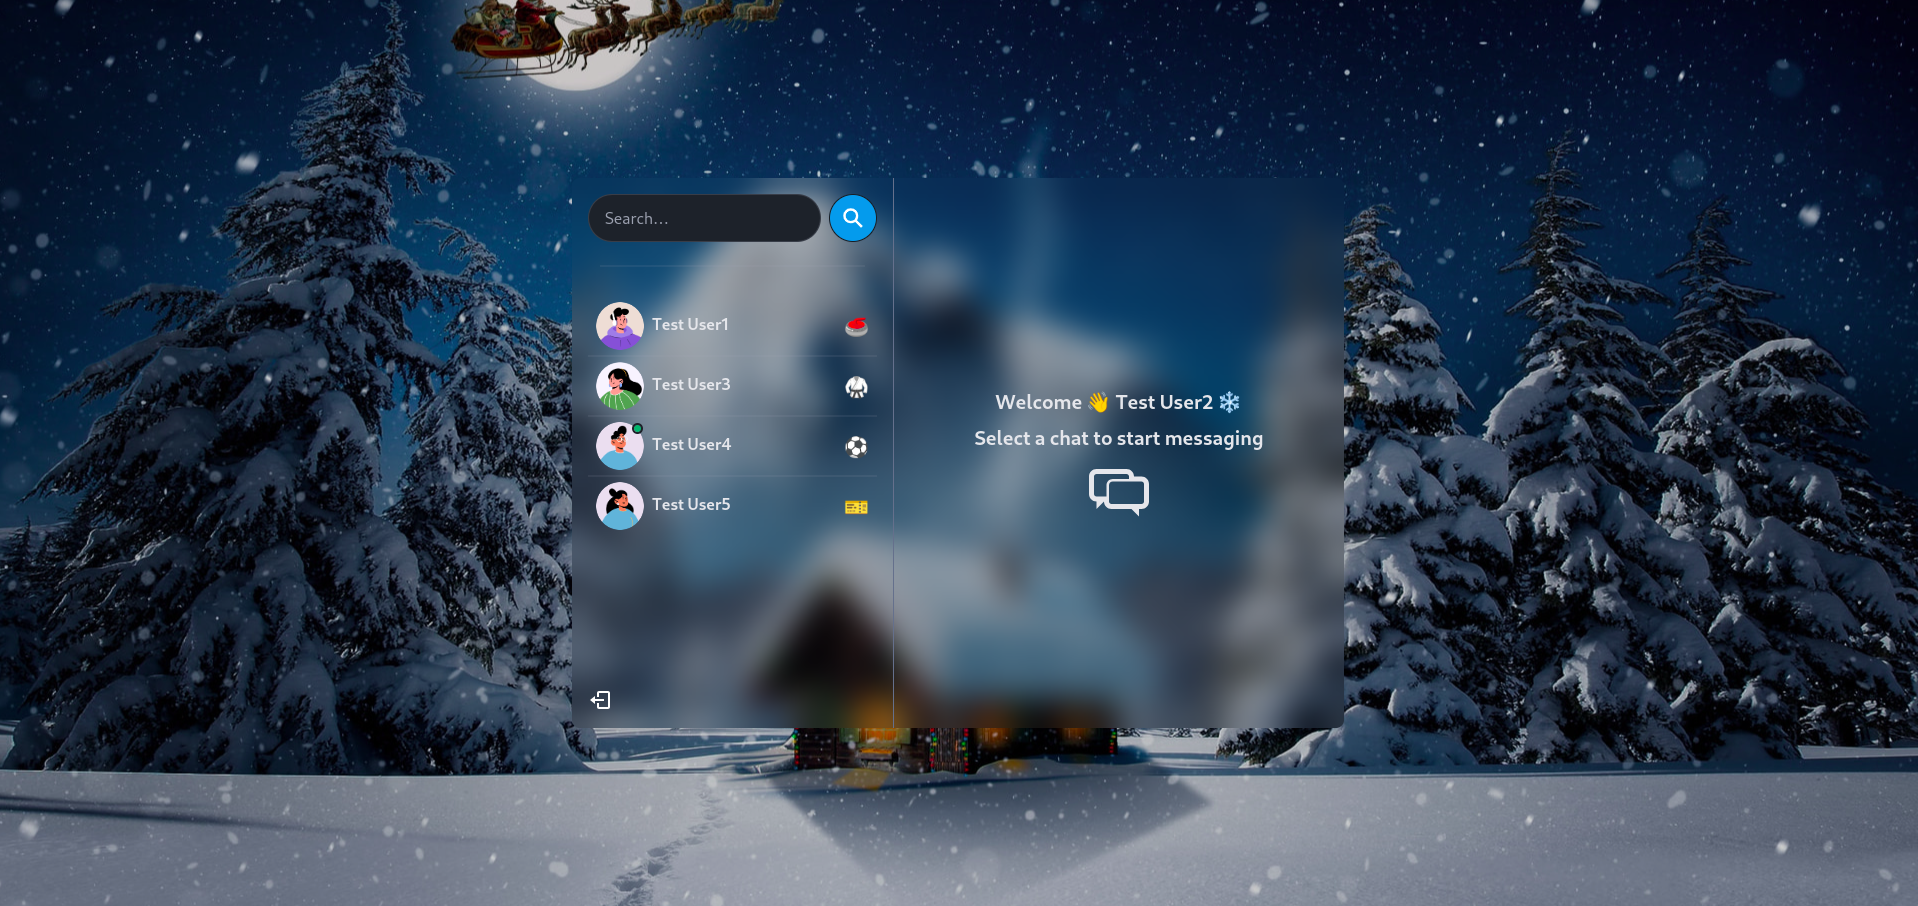 Search...
Test User1
Test User3
Test User4
Test User5
Welcome 👋 Test User2 ❄️
Select a chat to start messaging